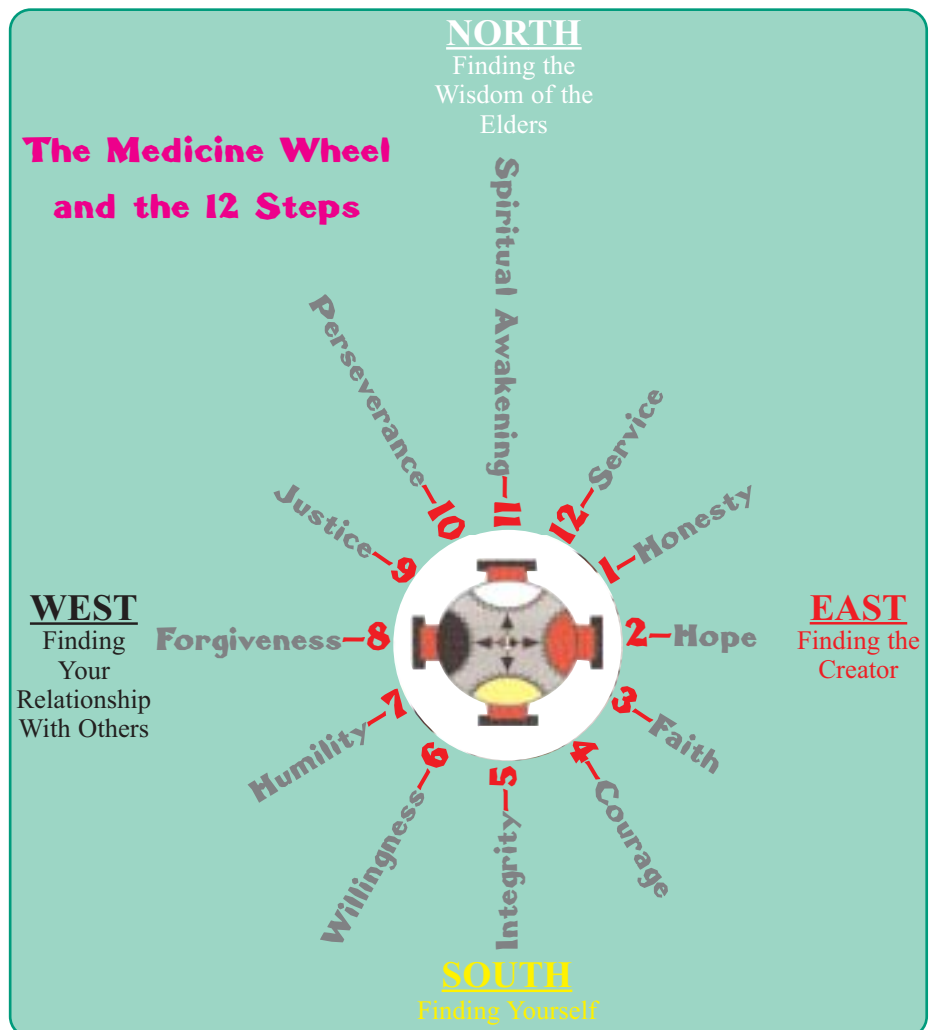 NORTH
Finding the
Wisdom of the
Elders
The Medicine Wheel
and the 12 Steps
1-Honesty
2-Hope
3-Faith
4-Courage
5-Integrity
6-Willingness
7-Humility
Forgiveness-8
Justice-9
Perseverance-10
Spiritual Awakening-11
12-Service
WEST
Finding
Your
Relationship
With Others
EAST
Finding the
Creator
SOUTH
Finding Yourself